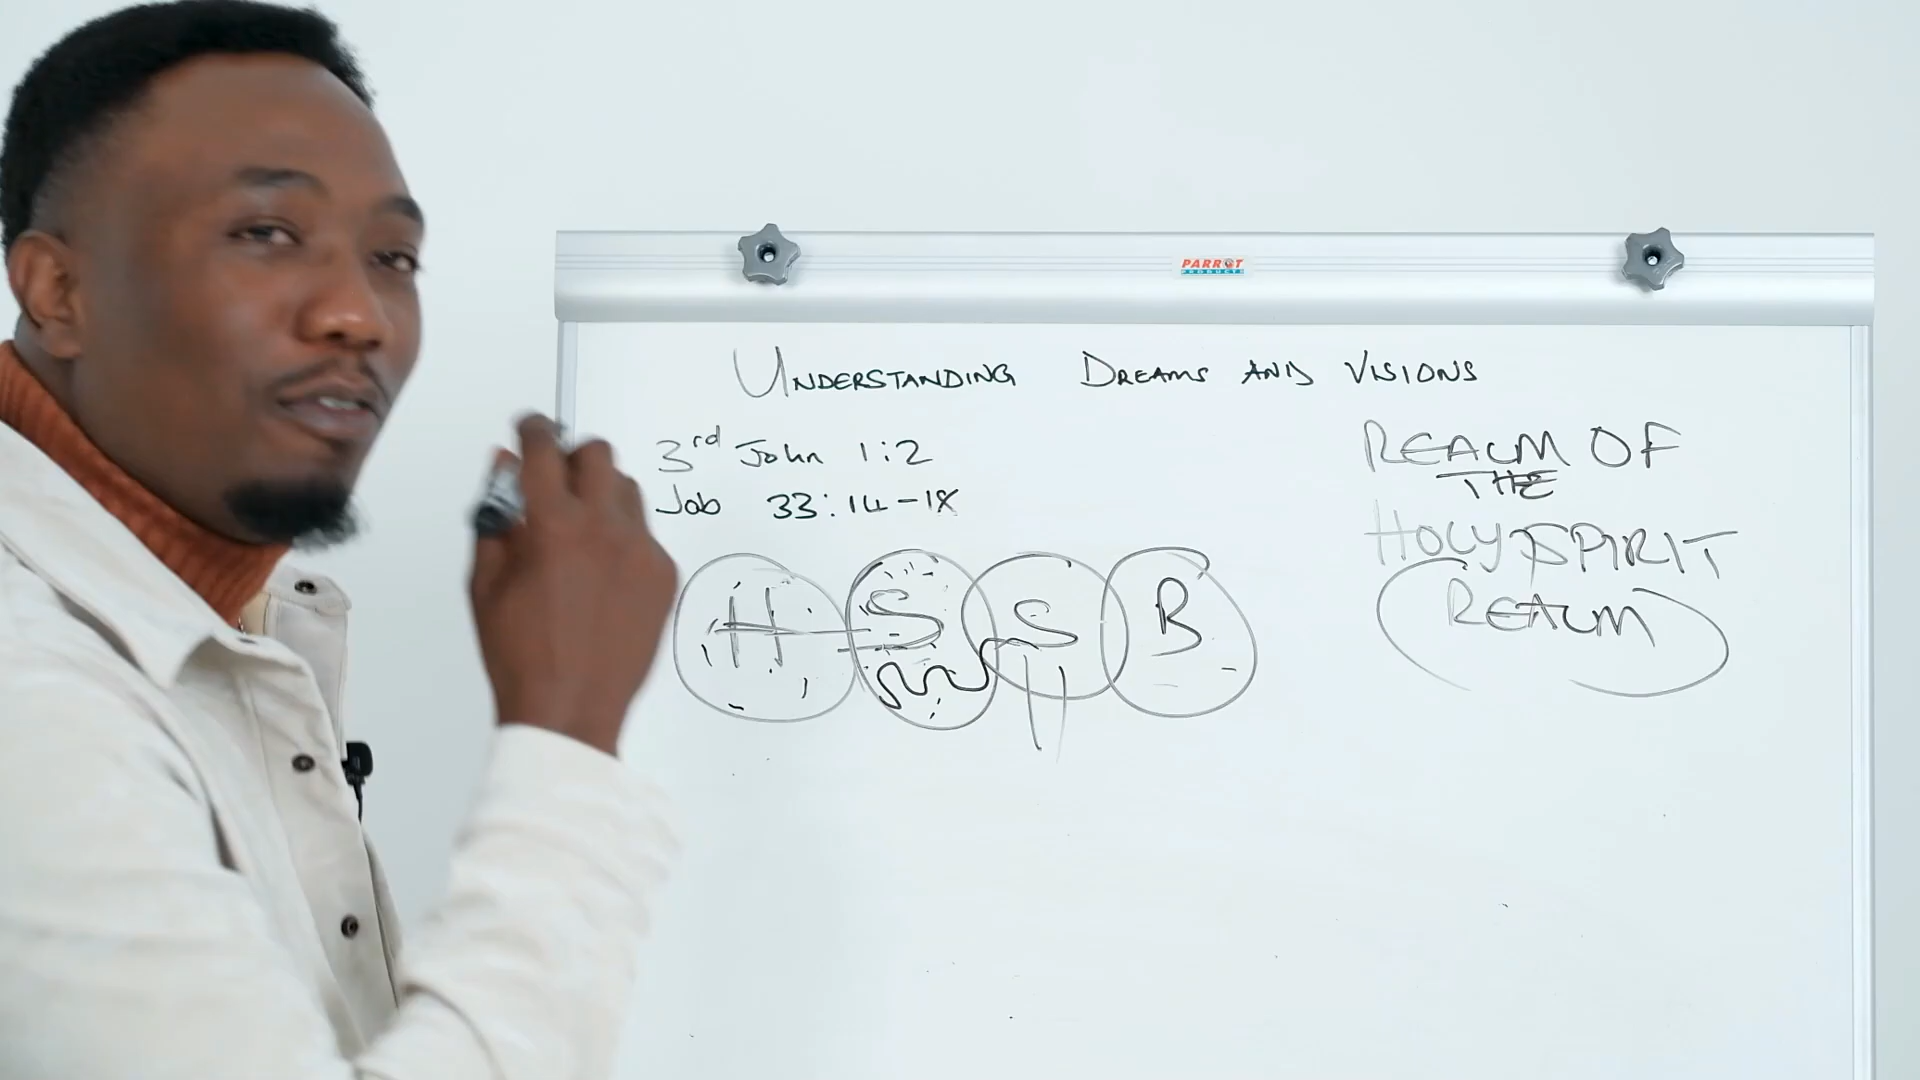 PARROT
PRODUCTS
UNDERSTANDING DREAMS AND VISIONS
3rd John 1:2
Job 33:14-18
H S S B
REALM OF
THE
HOLY SPIRIT
REALM